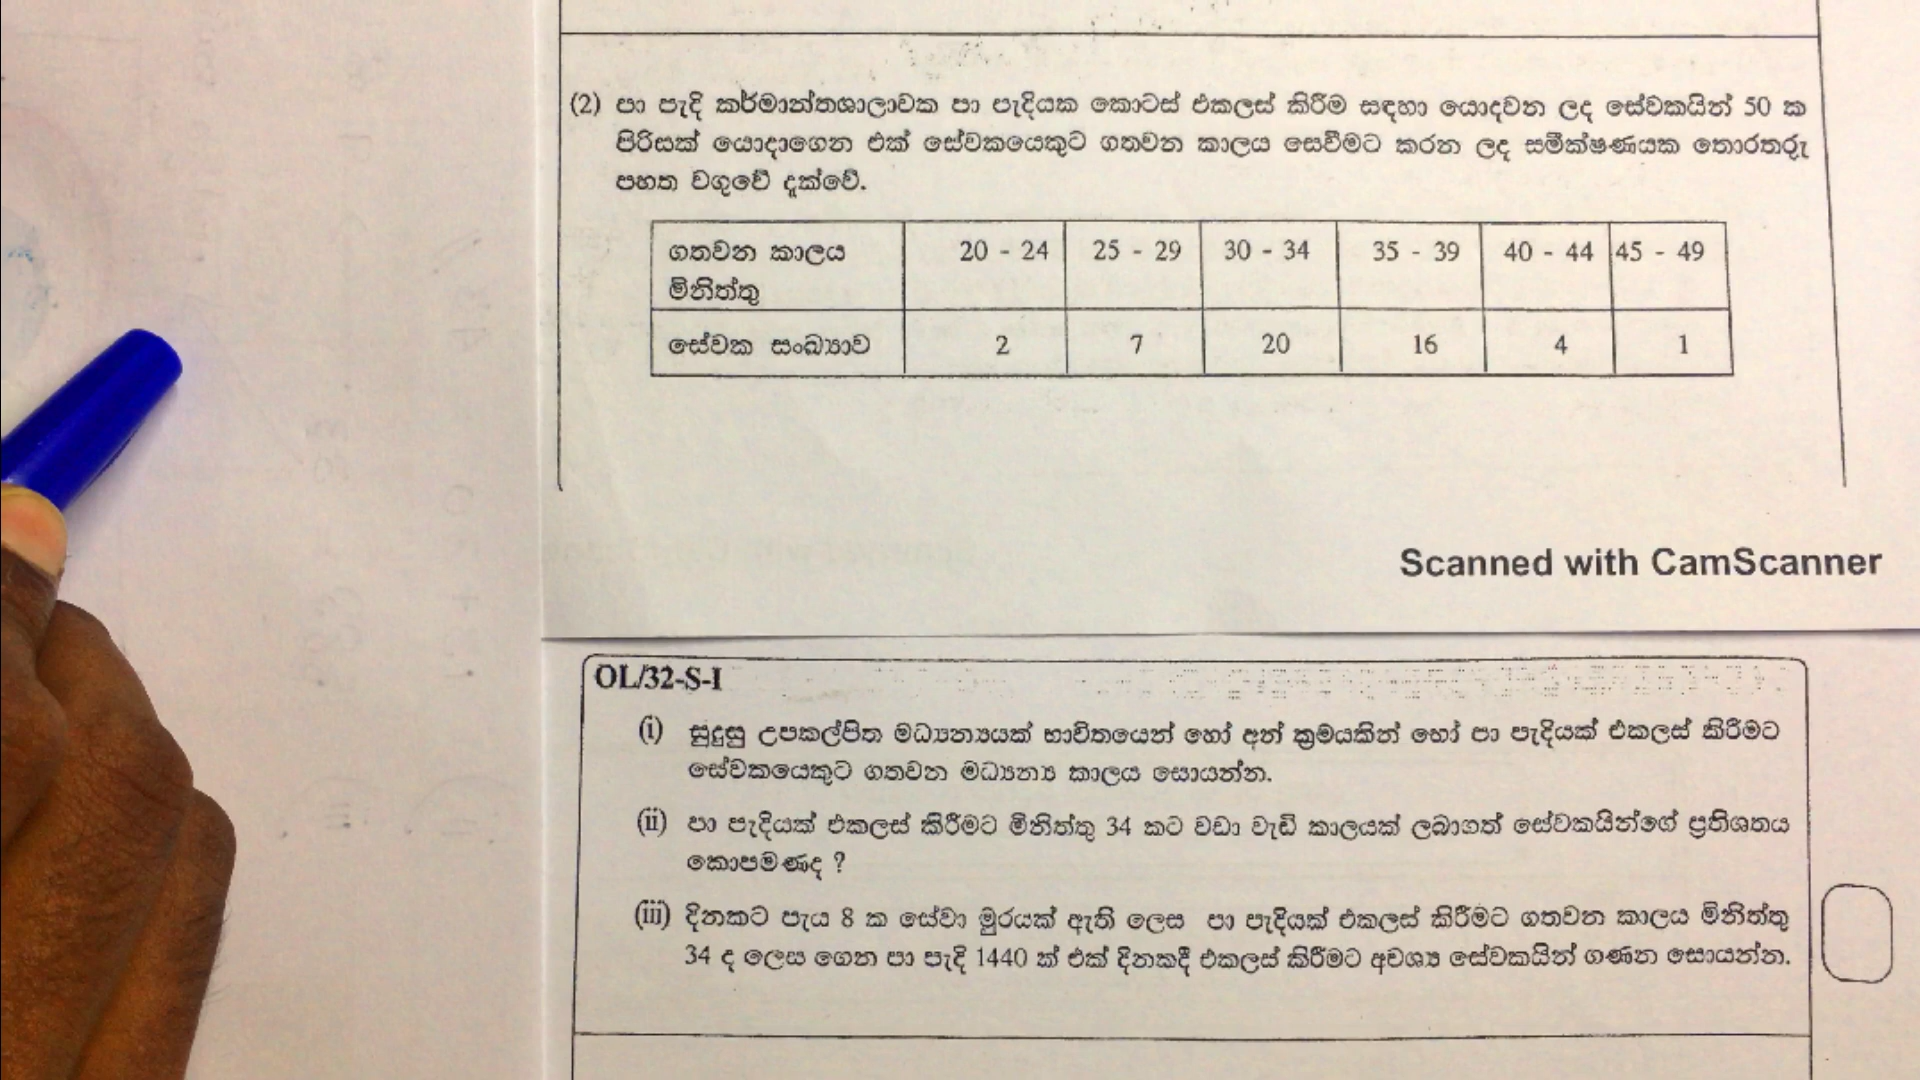 (2) පා පැදි කර්මාන්තශාලාවක පා පැදියක කොටස් එකලස් කිරීම සඳහා යොදවන ලද සේවකයින් 50 ක
පිරිසක් යොදාගෙන එක් සේවකයෙකුට ගතවන කාලය සෙවීමට කරන ලද සමීක්ෂණයක තොරතරු
පහත වගුවේ දැක්වේ.
ගතවන කාලය 20 - 24 25 - 29 30 - 34 35 - 39 40 - 44 45 - 49
මිනිත්තු
සේවක සංඛ්‍යාව 2 7 20 16 4 1
Scanned with CamScanner
OL/32-S-I
(i) සුදුසු උපකල්පිත මධ්‍යන්‍යයක් භාවිතයෙන් හෝ අන් ක්‍රමයකින් හෝ පා පැදියක් එකලස් කිරීමට
සේවකයෙකුට ගතවන මධ්‍යන්‍ය කාලය සොයන්න.
(ii) පා පැදියක් එකලස් කිරීමට මිනිත්තු 34 කට වඩා වැඩි කාලයක් ලබාගත් සේවකයින්ගේ ප්‍රතිශතය
කොපමණද ?
(iii) දිනකට පැය 8 ක සේවා මුරයක් ඇති ලෙස පා පැදියක් එකලස් කිරීමට ගතවන කාලය මිනිත්තු
34 ද ලෙස ගෙන පා පැදි 1440 ක් එක් දිනකදී එකලස් කිරීමට අවශ්‍ය සේවකයින් ගණන සොයන්න.